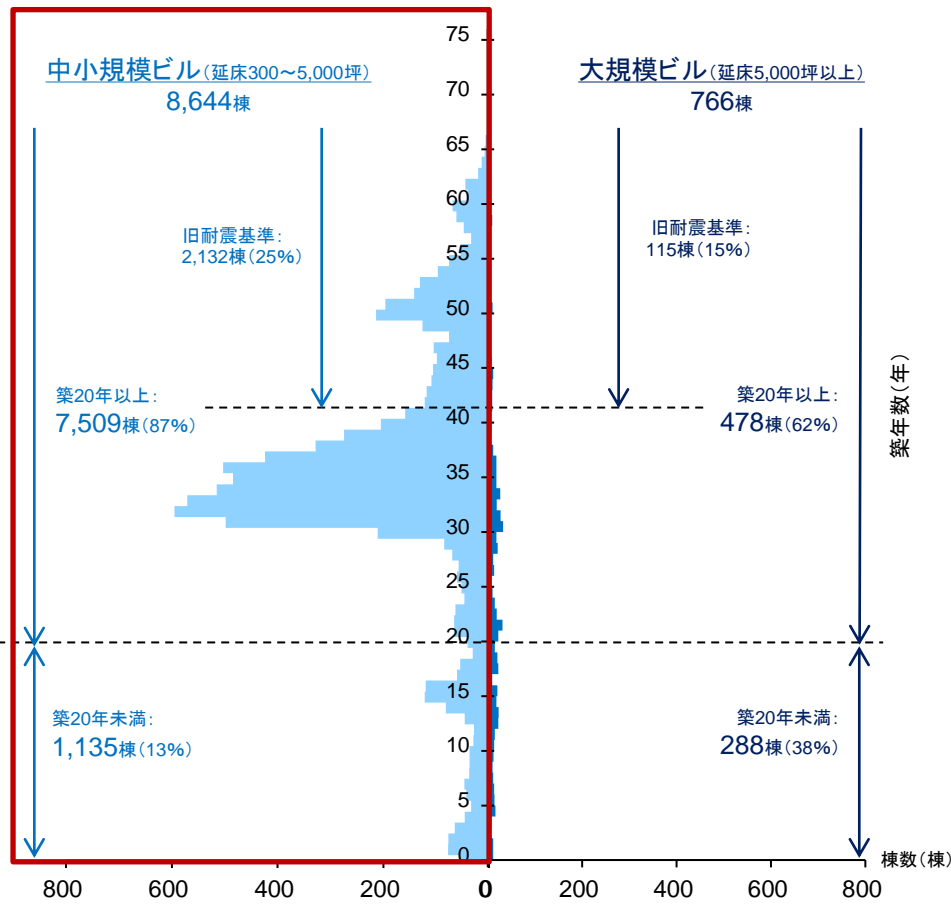 中小規模ビル(延床300～5,000坪)
8,644棟
大規模ビル(延床5,000坪以上)
766棟
旧耐震基準:
2,132棟(25%)
旧耐震基準:
115棟(15%)
築20年以上:
7,509棟(87%)
築20年以上:
478棟(62%)
築20年未満:
1,135棟(13%)
築20年未満:
288棟(38%)
75
70
65
60
55
50
45
40
35
30
25
20
15
10
5
0
築年数(年)
棟数(棟)
800 600 400 200 0 0 200 400 600 800